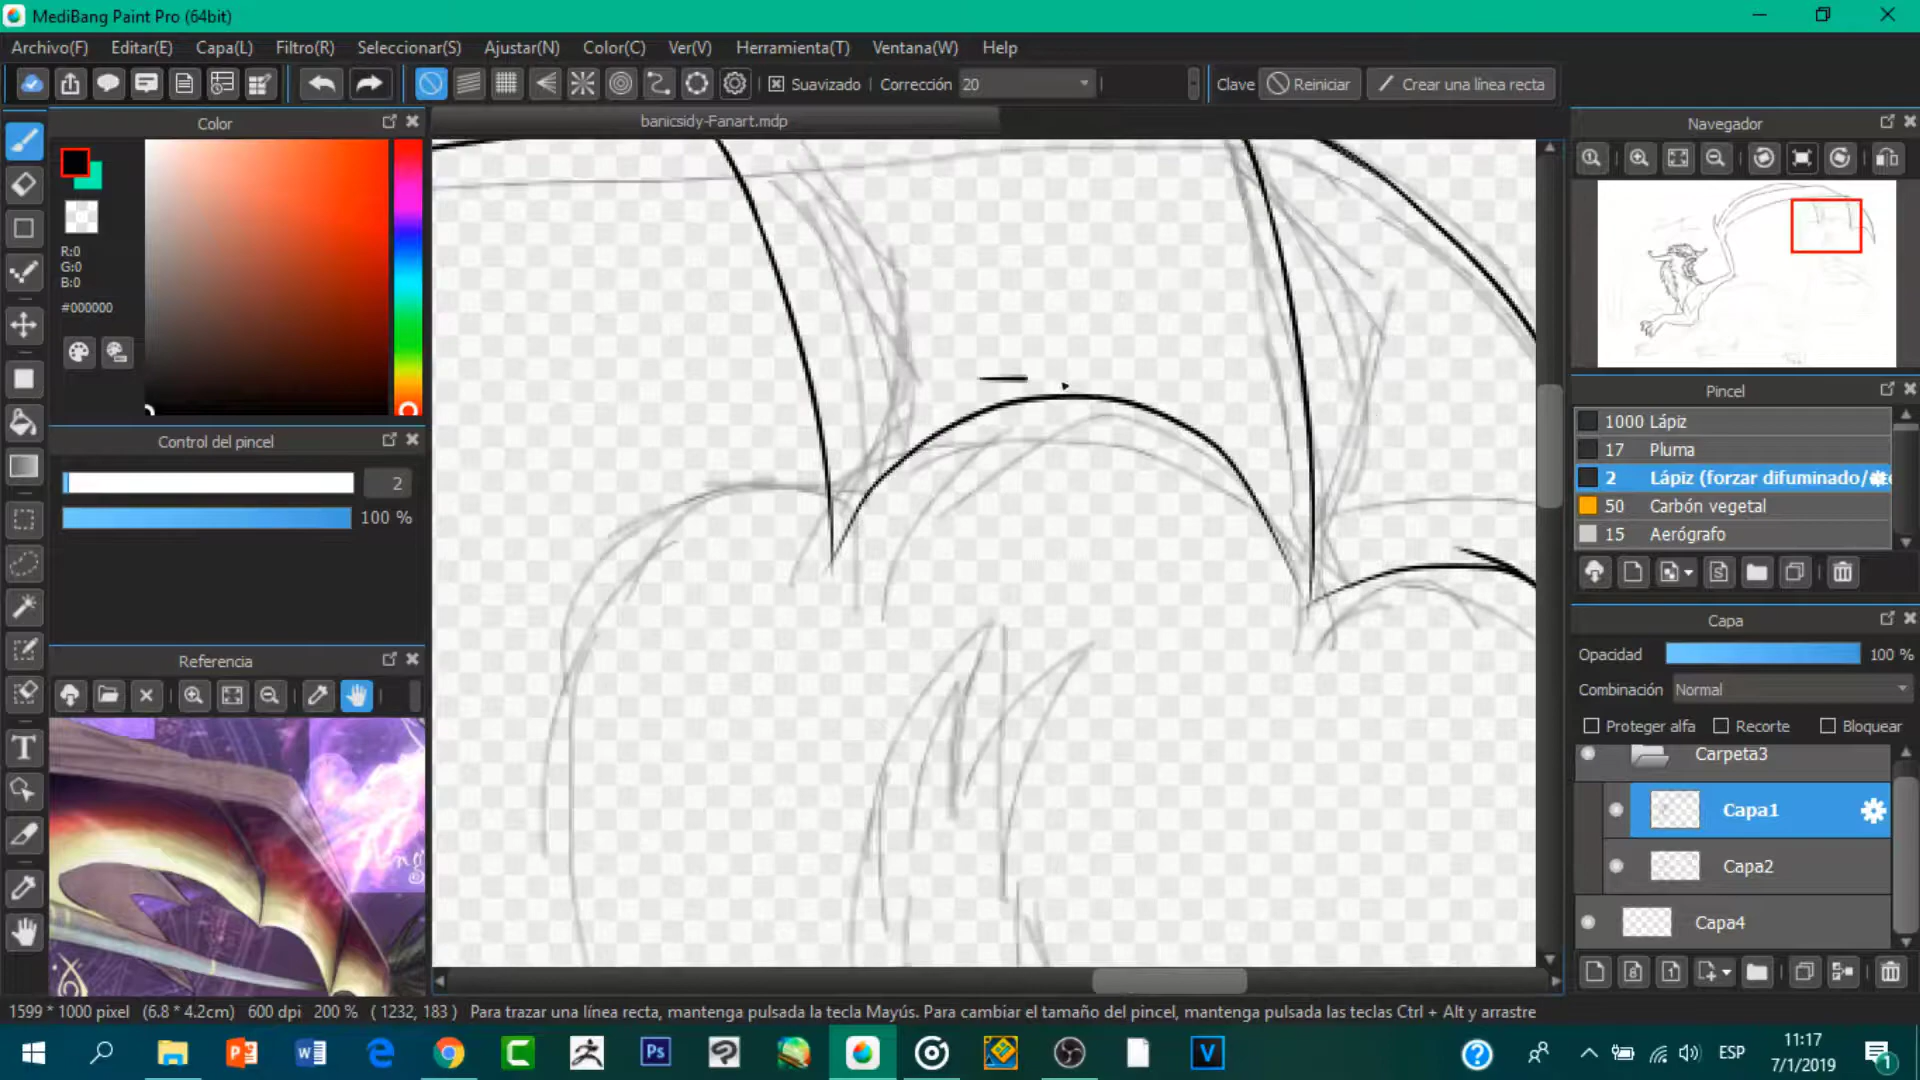 MediBang Paint Pro (64bit)
Archivo(F) Editar(E) Capa(L) Filtro(R) Seleccionar(S) Ajustar(N) Color(C) Ver(V) Herramienta(T) Ventana(W) Help
Suavizado Corrección 20 Clave Reiniciar Crear una línea recta
Color
banicsidy-Fanart.mdp
Navegador
R:0
G:0
B:0
#000000
Control del pincel
2
100 %
Pincel
1000 Lápiz
17 Pluma
2 Lápiz (forzar difuminado/
50 Carbón vegetal
15 Aerógrafo
Capa
Opacidad 100 %
Combinación Normal
Proteger alfa Recorte Bloquear
Carpeta3
Capa1
Capa2
Capa4
Referencia
1599 * 1000 pixel (6.8 * 4.2cm) 600 dpi 200 % ( 1232, 183 ) Para trazar una línea recta, mantenga pulsada la tecla Mayús. Para cambiar el tamaño del pincel, mantenga pulsada las teclas Ctrl + Alt y arrastre
ESP
11:17
7/1/2019
1